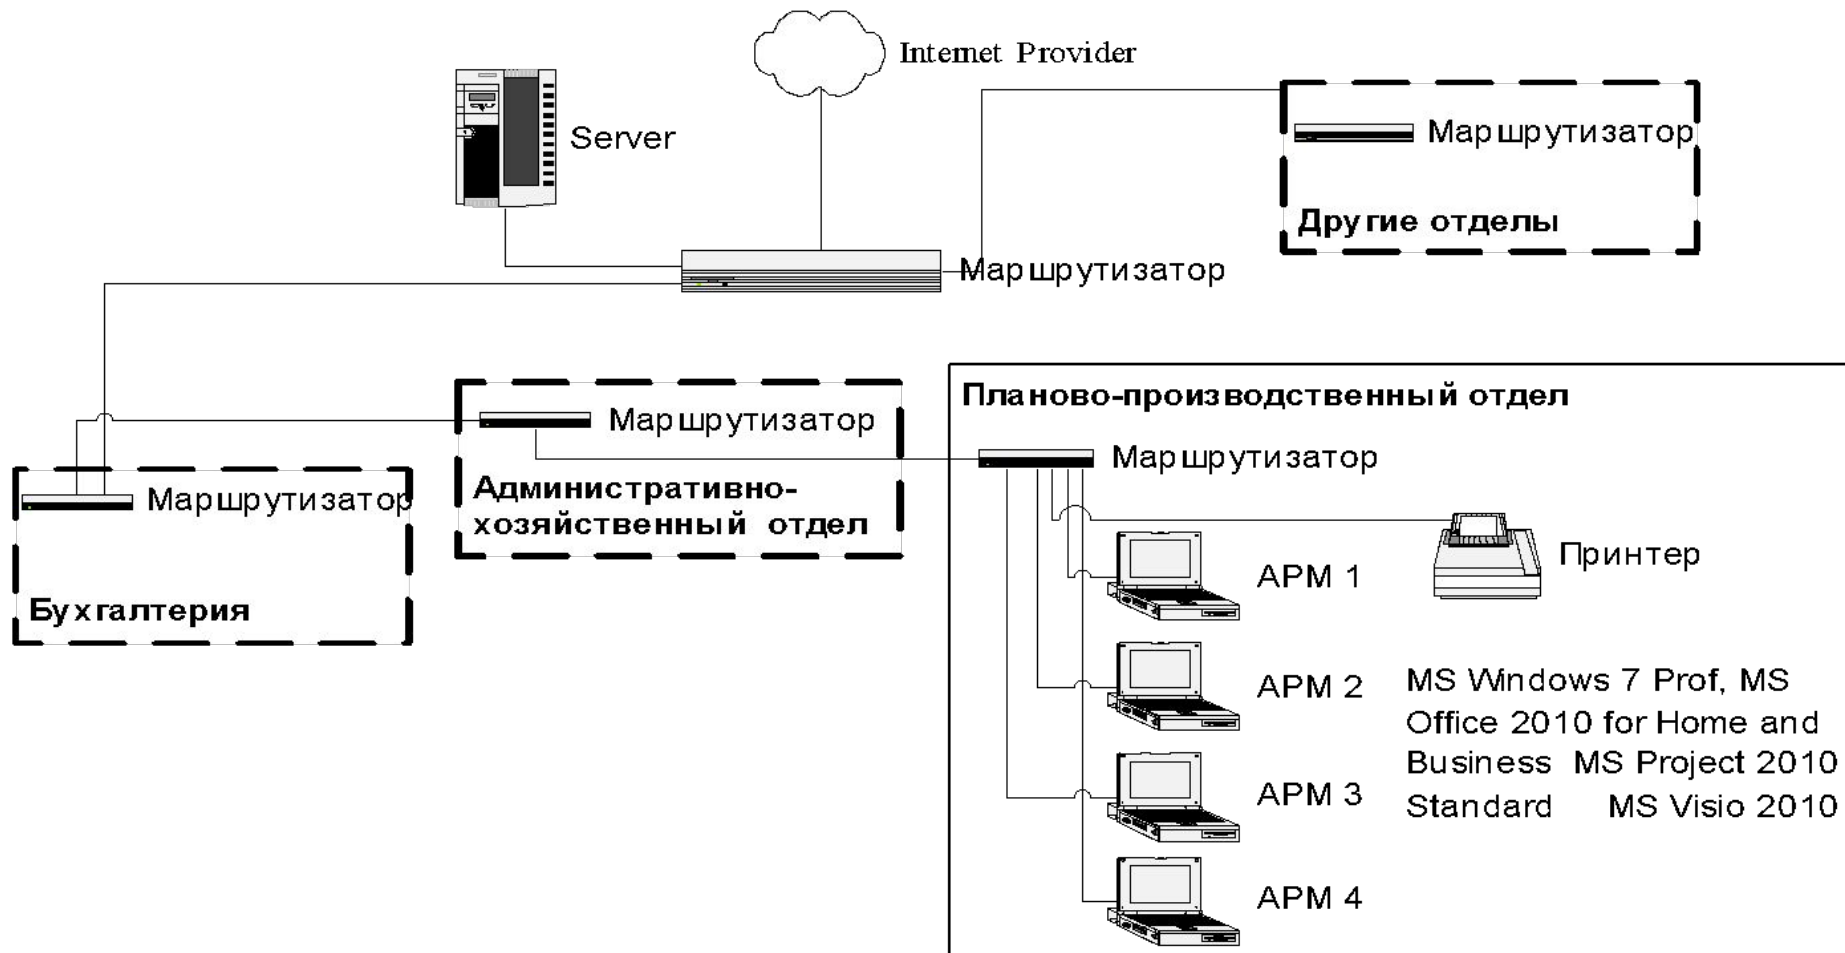 Internet Provider
Server
Маршрутизатор
Другие отделы
Маршрутизатор
Планово-производственный отдел
Маршрутизатор
Маршрутизатор
Административно-
хозяйственный отдел
Маршрутизатор
Бухгалтерия
Принтер
АРМ 1
АРМ 2
MS Windows 7 Prof, MS
Office 2010 for Home and
Business MS Project 2010
Standard MS Visio 2010
АРМ 3
АРМ 4